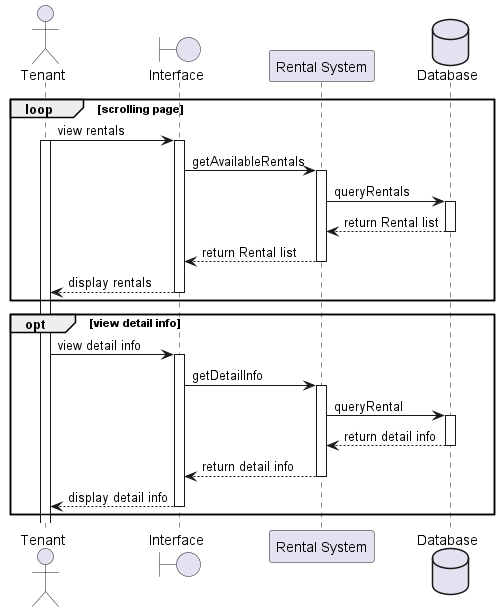 Tenant
Interface
Rental System
Database
loop
[scrolling page]
view rentals
getAvailableRentals
queryRentals
return Rental list
return Rental list
display rentals
opt
[view detail info]
view detail info
getDetailInfo
queryRental
return detail info
return detail info
display detail info
Tenant
Interface
Rental System
Database